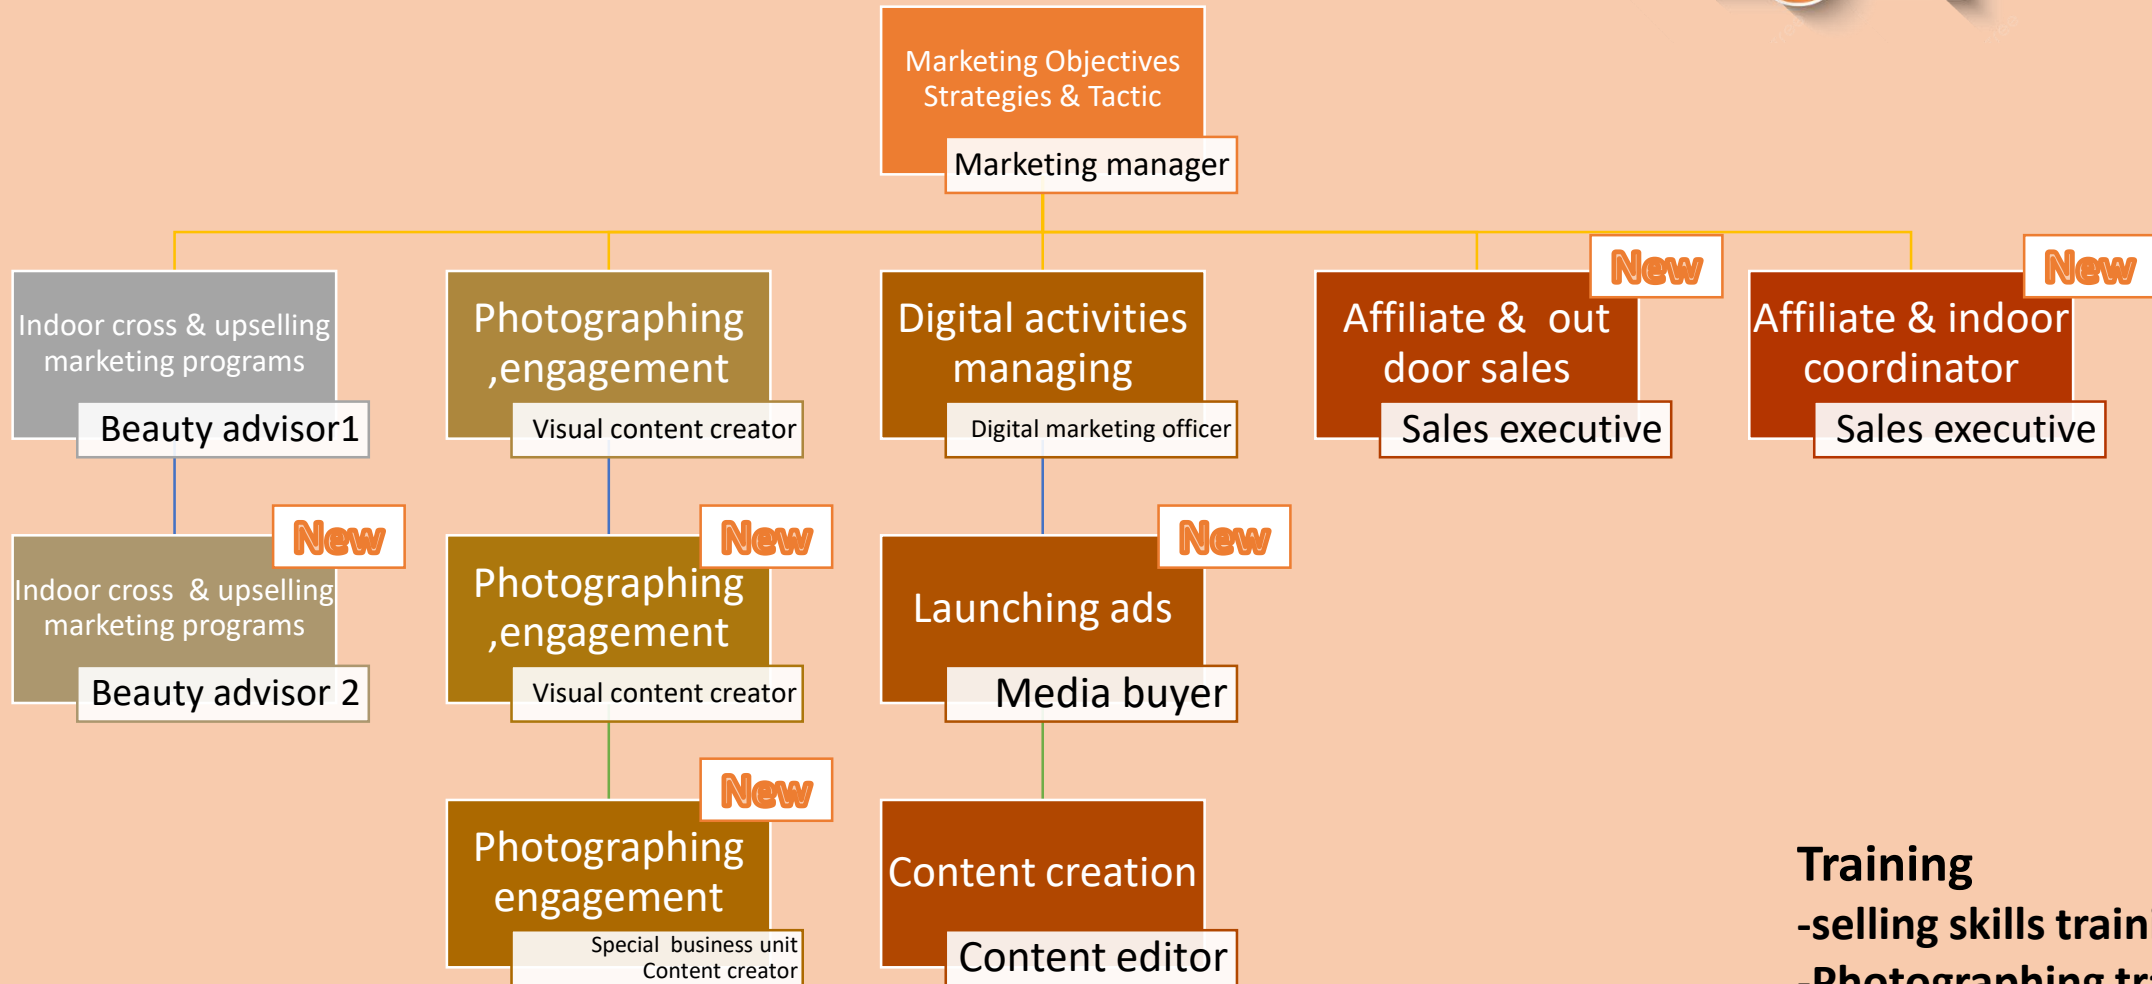 Marketing Objectives
Strategies & Tactic
Marketing manager
New
New
Indoor cross & upselling
marketing programs
Beauty advisor1
Photographing
,engagement
Visual content creator
Digital activities
managing
Digital marketing officer
Affiliate & out
door sales
Sales executive
Affiliate & indoor
coordinator
Sales executive
New
New
New
Indoor cross & upselling
marketing programs
Beauty advisor 2
Photographing
,engagement
Visual content creator
Launching ads
Media buyer
New
Photographing
engagement
Special business unit
Content creator
Content creation
Content editor
Training
-selling skills
-Photographing